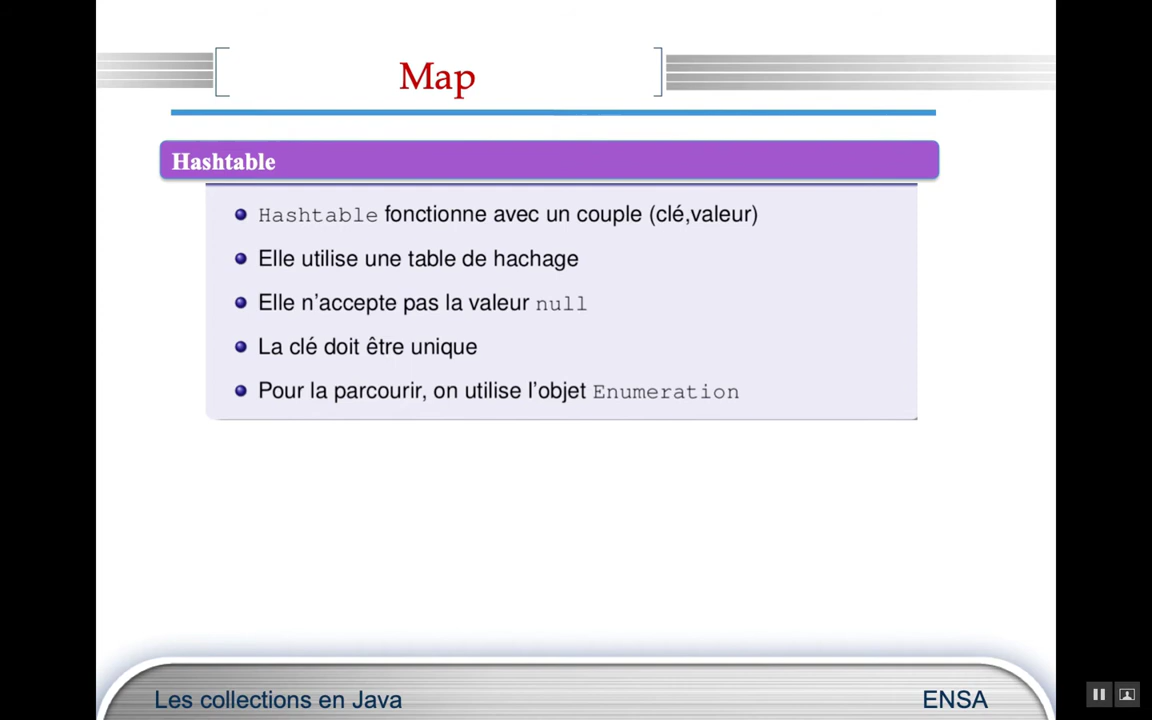 Map
Hashtable
Hashtable fonctionne avec un couple (clé,valeur)
Elle utilise une table de hachage
Elle n'accepte pas la valeur null
La clé doit être unique
Pour la parcourir, on utilise l'objet Enumeration
Les collections en Java
ENSA